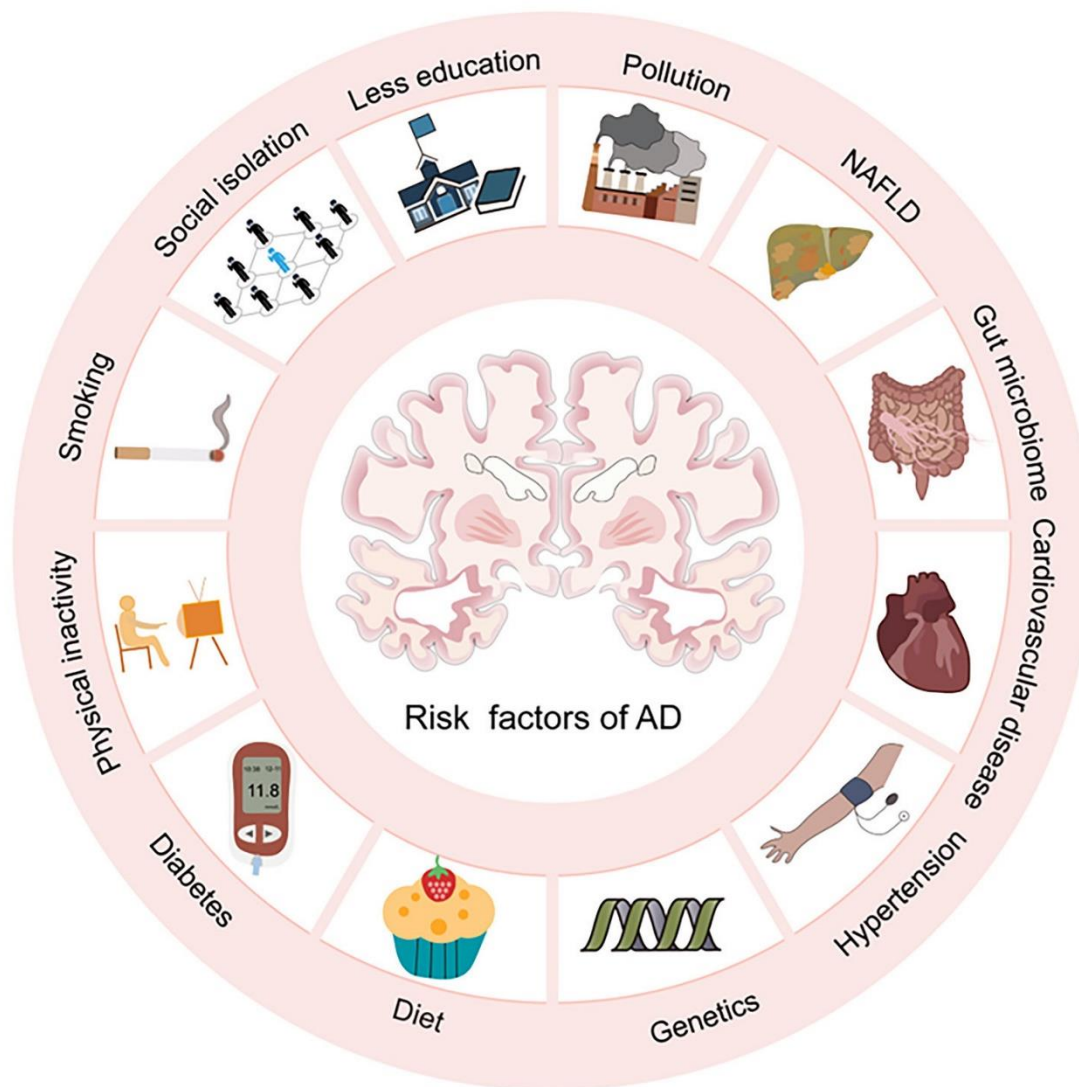 Less education
Pollution
NAFLD
Gut microbiome
Cardiovascular disease
Hypertension
Genetics
Diet
Diabetes
Physical inactivity
Smoking
Social isolation
11.8
Risk factors of AD